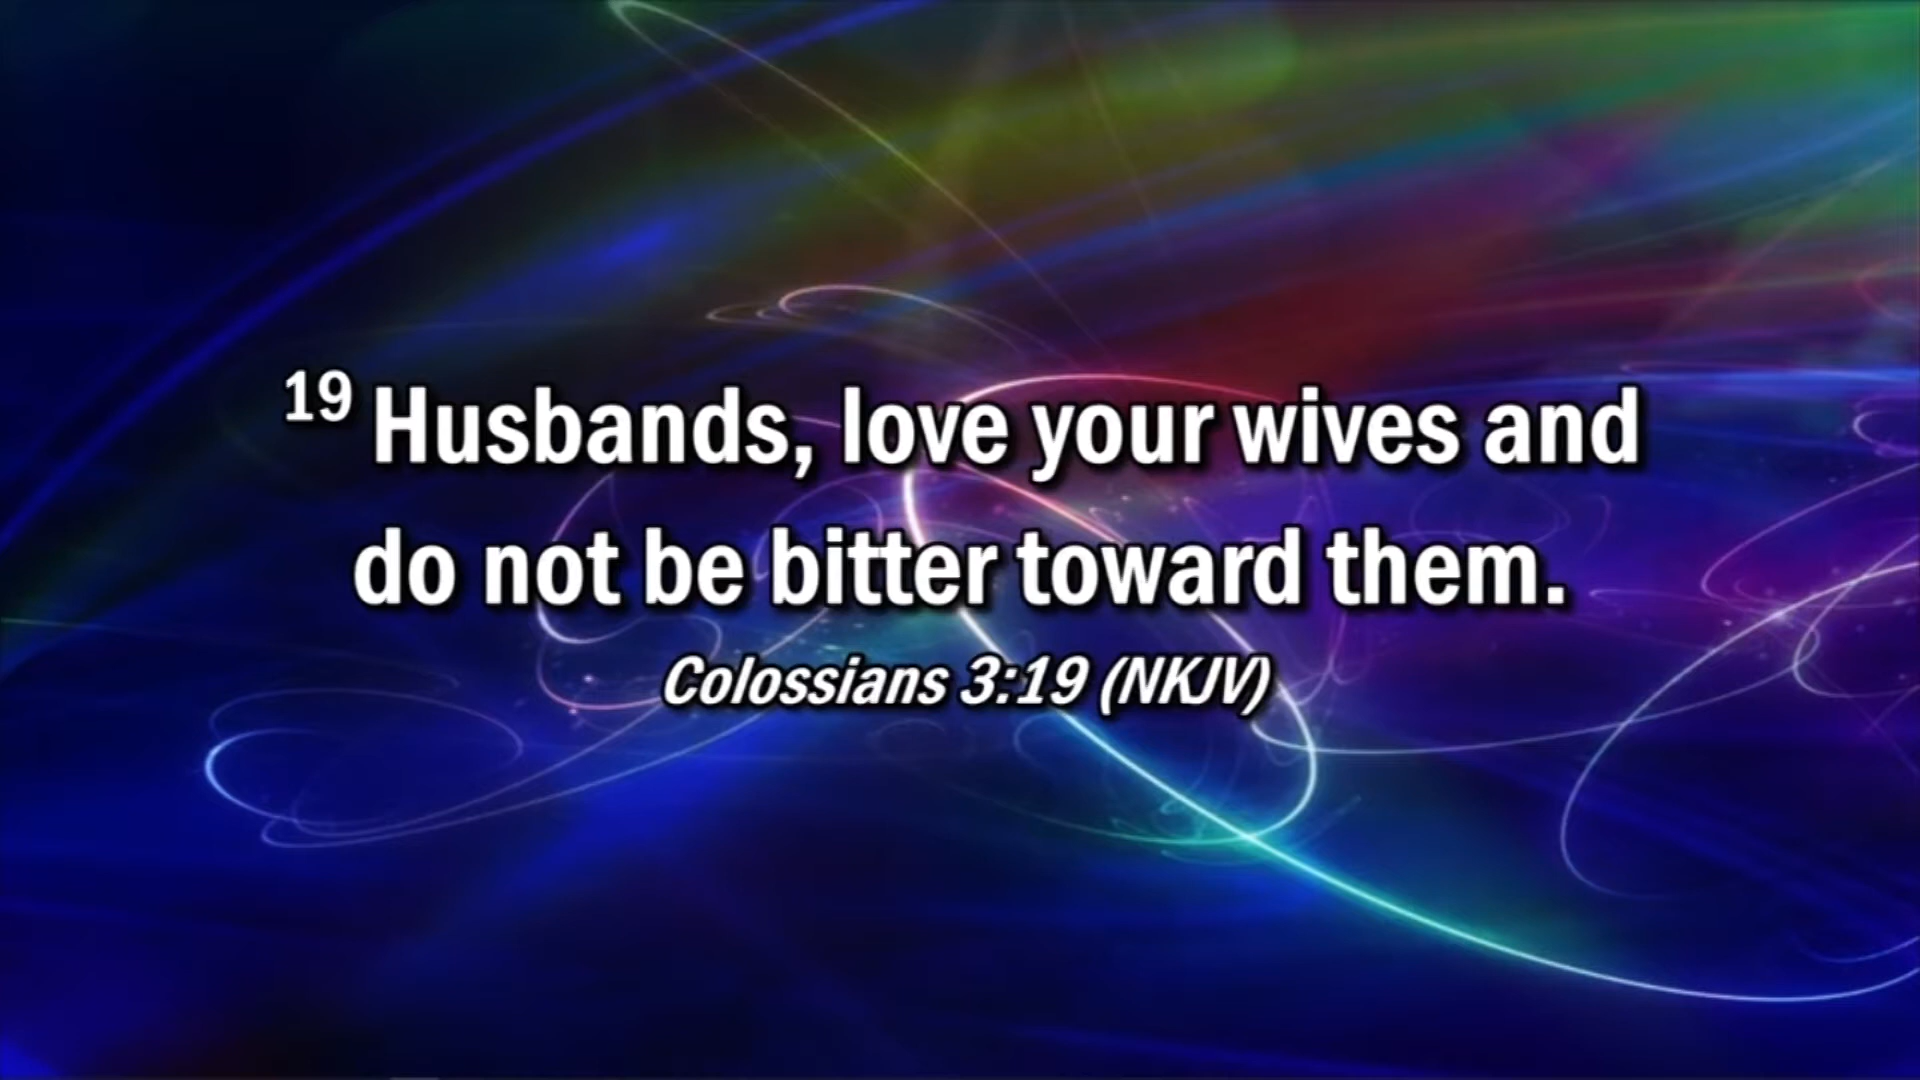 19 Husbands, love your wives and
do not be bitter toward them.
Colossians 3:19 (NKJV)